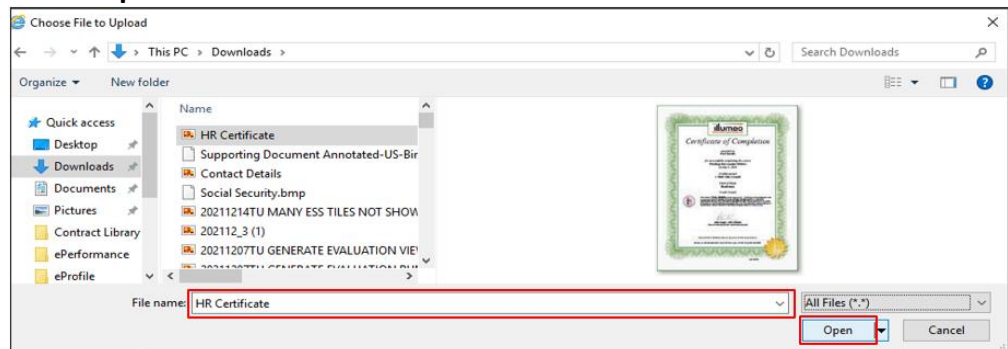 Choose File to Upload
This PC > Downloads >
Search Downloads
Organize
New folder
Name
Quick access
Desktop
Downloads
Documents
Pictures
Contract Library
ePerformance
eProfile
HR Certificate
Supporting Document Annotated-US-Bir
Contact Details
Social Security.bmp
20211214TU MANY ESS TILES NOT SHOW
202112_3 (1)
20211207TU GENERATE EVALUATION VIE
illumeo
Certificate of Completion
File name: HR Certificate
All Files (*.*)
Open
Cancel